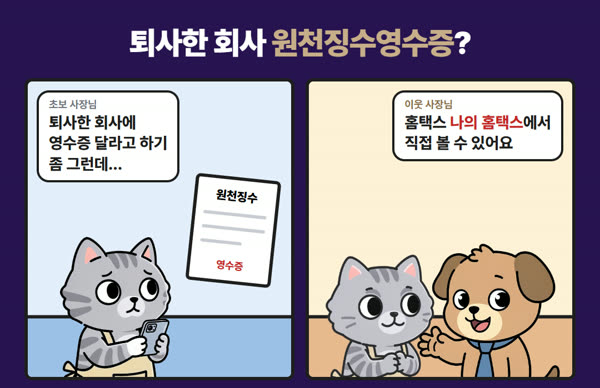 퇴사한 회사 원천징수영수증?
초보 사장님
퇴사한 회사에
영수증 달라고 하기
좀 그런데...
원천징수
영수증
이웃 사장님
홈택스 나의 홈택스에서
직접 볼 수 있어요